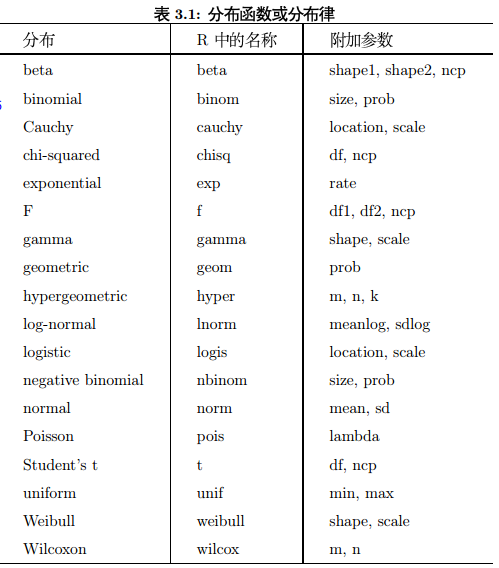 表 3.1: 分布函数或分布律
分布 R 中的名称 附加参数
beta beta shape1, shape2, ncp
binomial binom size, prob
Cauchy cauchy location, scale
chi-squared chisq df, ncp
exponential exp rate
F f df1, df2, ncp
gamma gamma shape, scale
geometric geom prob
hypergeometric hyper m, n, k
log-normal lnorm meanlog, sdlog
logistic logis location, scale
negative binomial nbinom size, prob
normal norm mean, sd
Poisson pois lambda
Student's t t df, ncp
uniform unif min, max
Weibull weibull shape, scale
Wilcoxon wilcox m, n